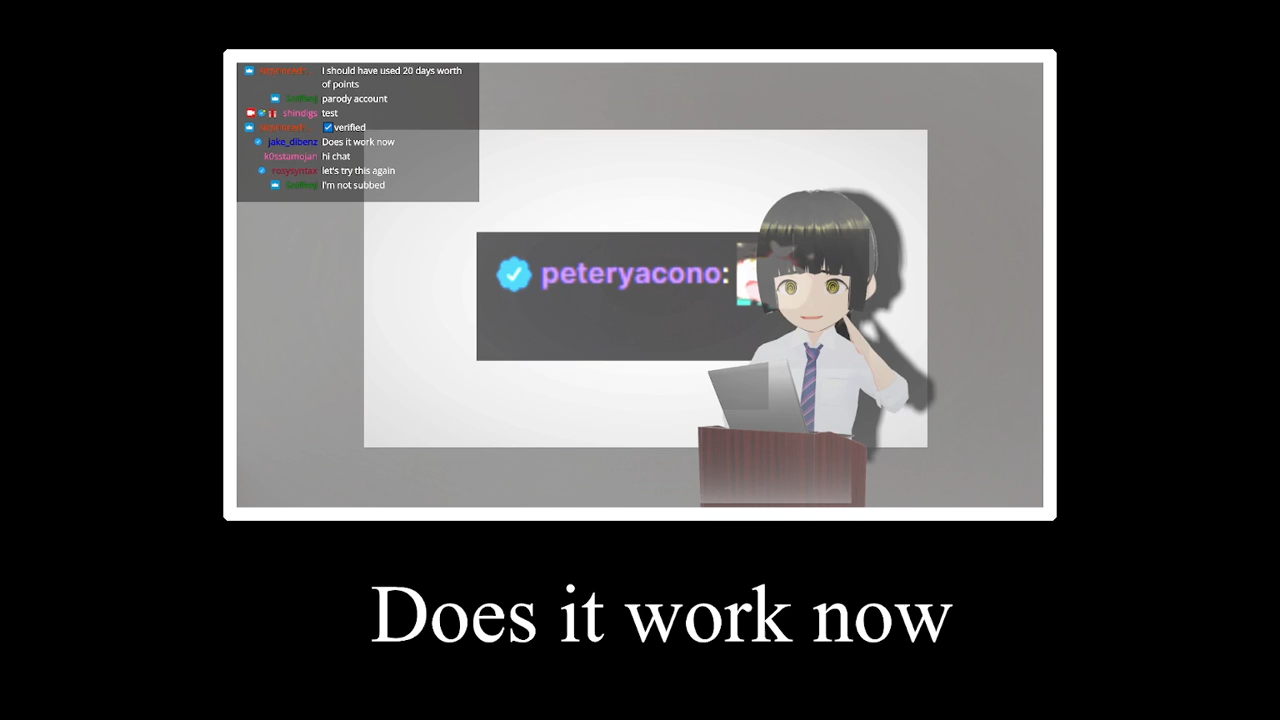 I should have used 20 days worth
of points
parody account
shindigs test
verified
jake_dibenz Does it work now
k0sstamojan hi chat
rosysyntax let's try this again
I'm not subbed
peteryacono:
Does it work now